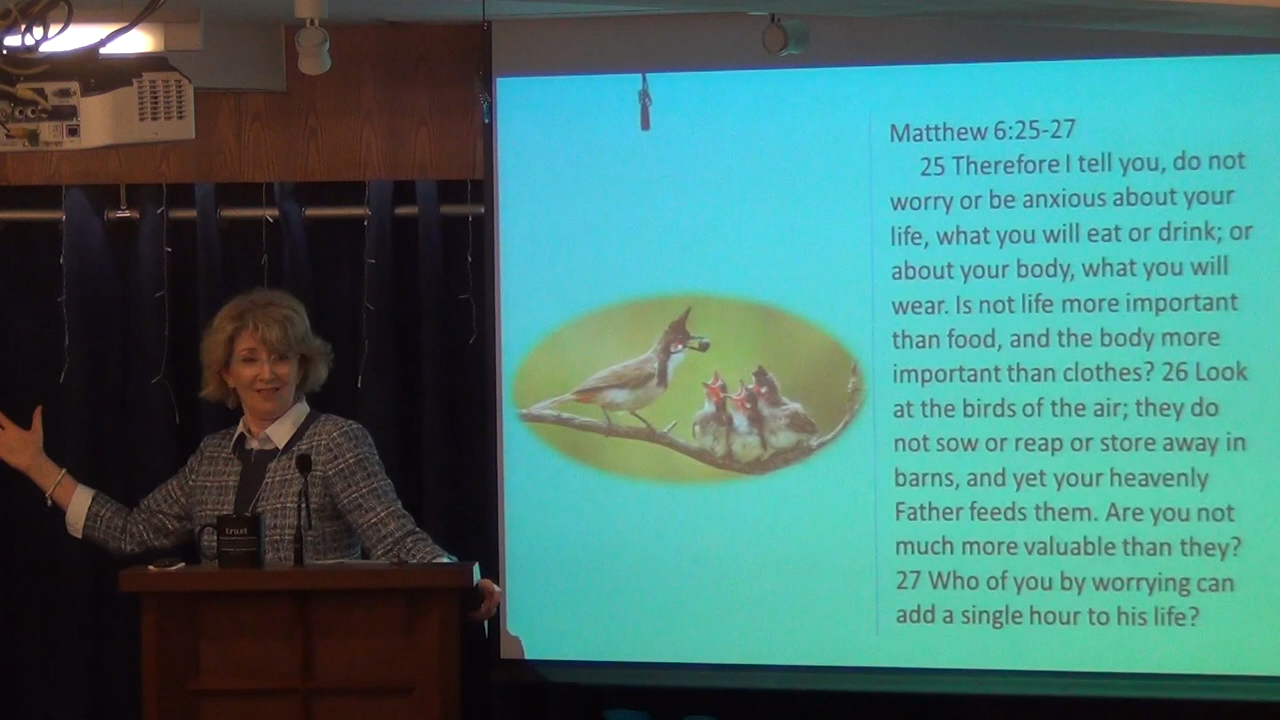 trust
Matthew 6:25-27
25 Therefore I tell you, do not
worry or be anxious about your
life, what you will eat or drink; or
about your body, what you will
wear. Is not life more important
than food, and the body more
important than clothes? 26 Look
at the birds of the air; they do
not sow or reap or store away in
barns, and yet your heavenly
Father feeds them. Are you not
much more valuable than they?
27 Who of you by worrying can
add a single hour to his life?